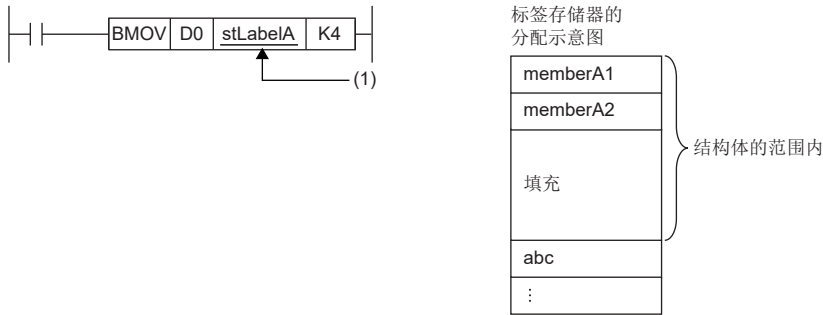 BMOV D0 stLabelA K4
(1)
标签存储器的
分配示意图
memberA1
memberA2
填充
结构体的范围内
abc
⋮